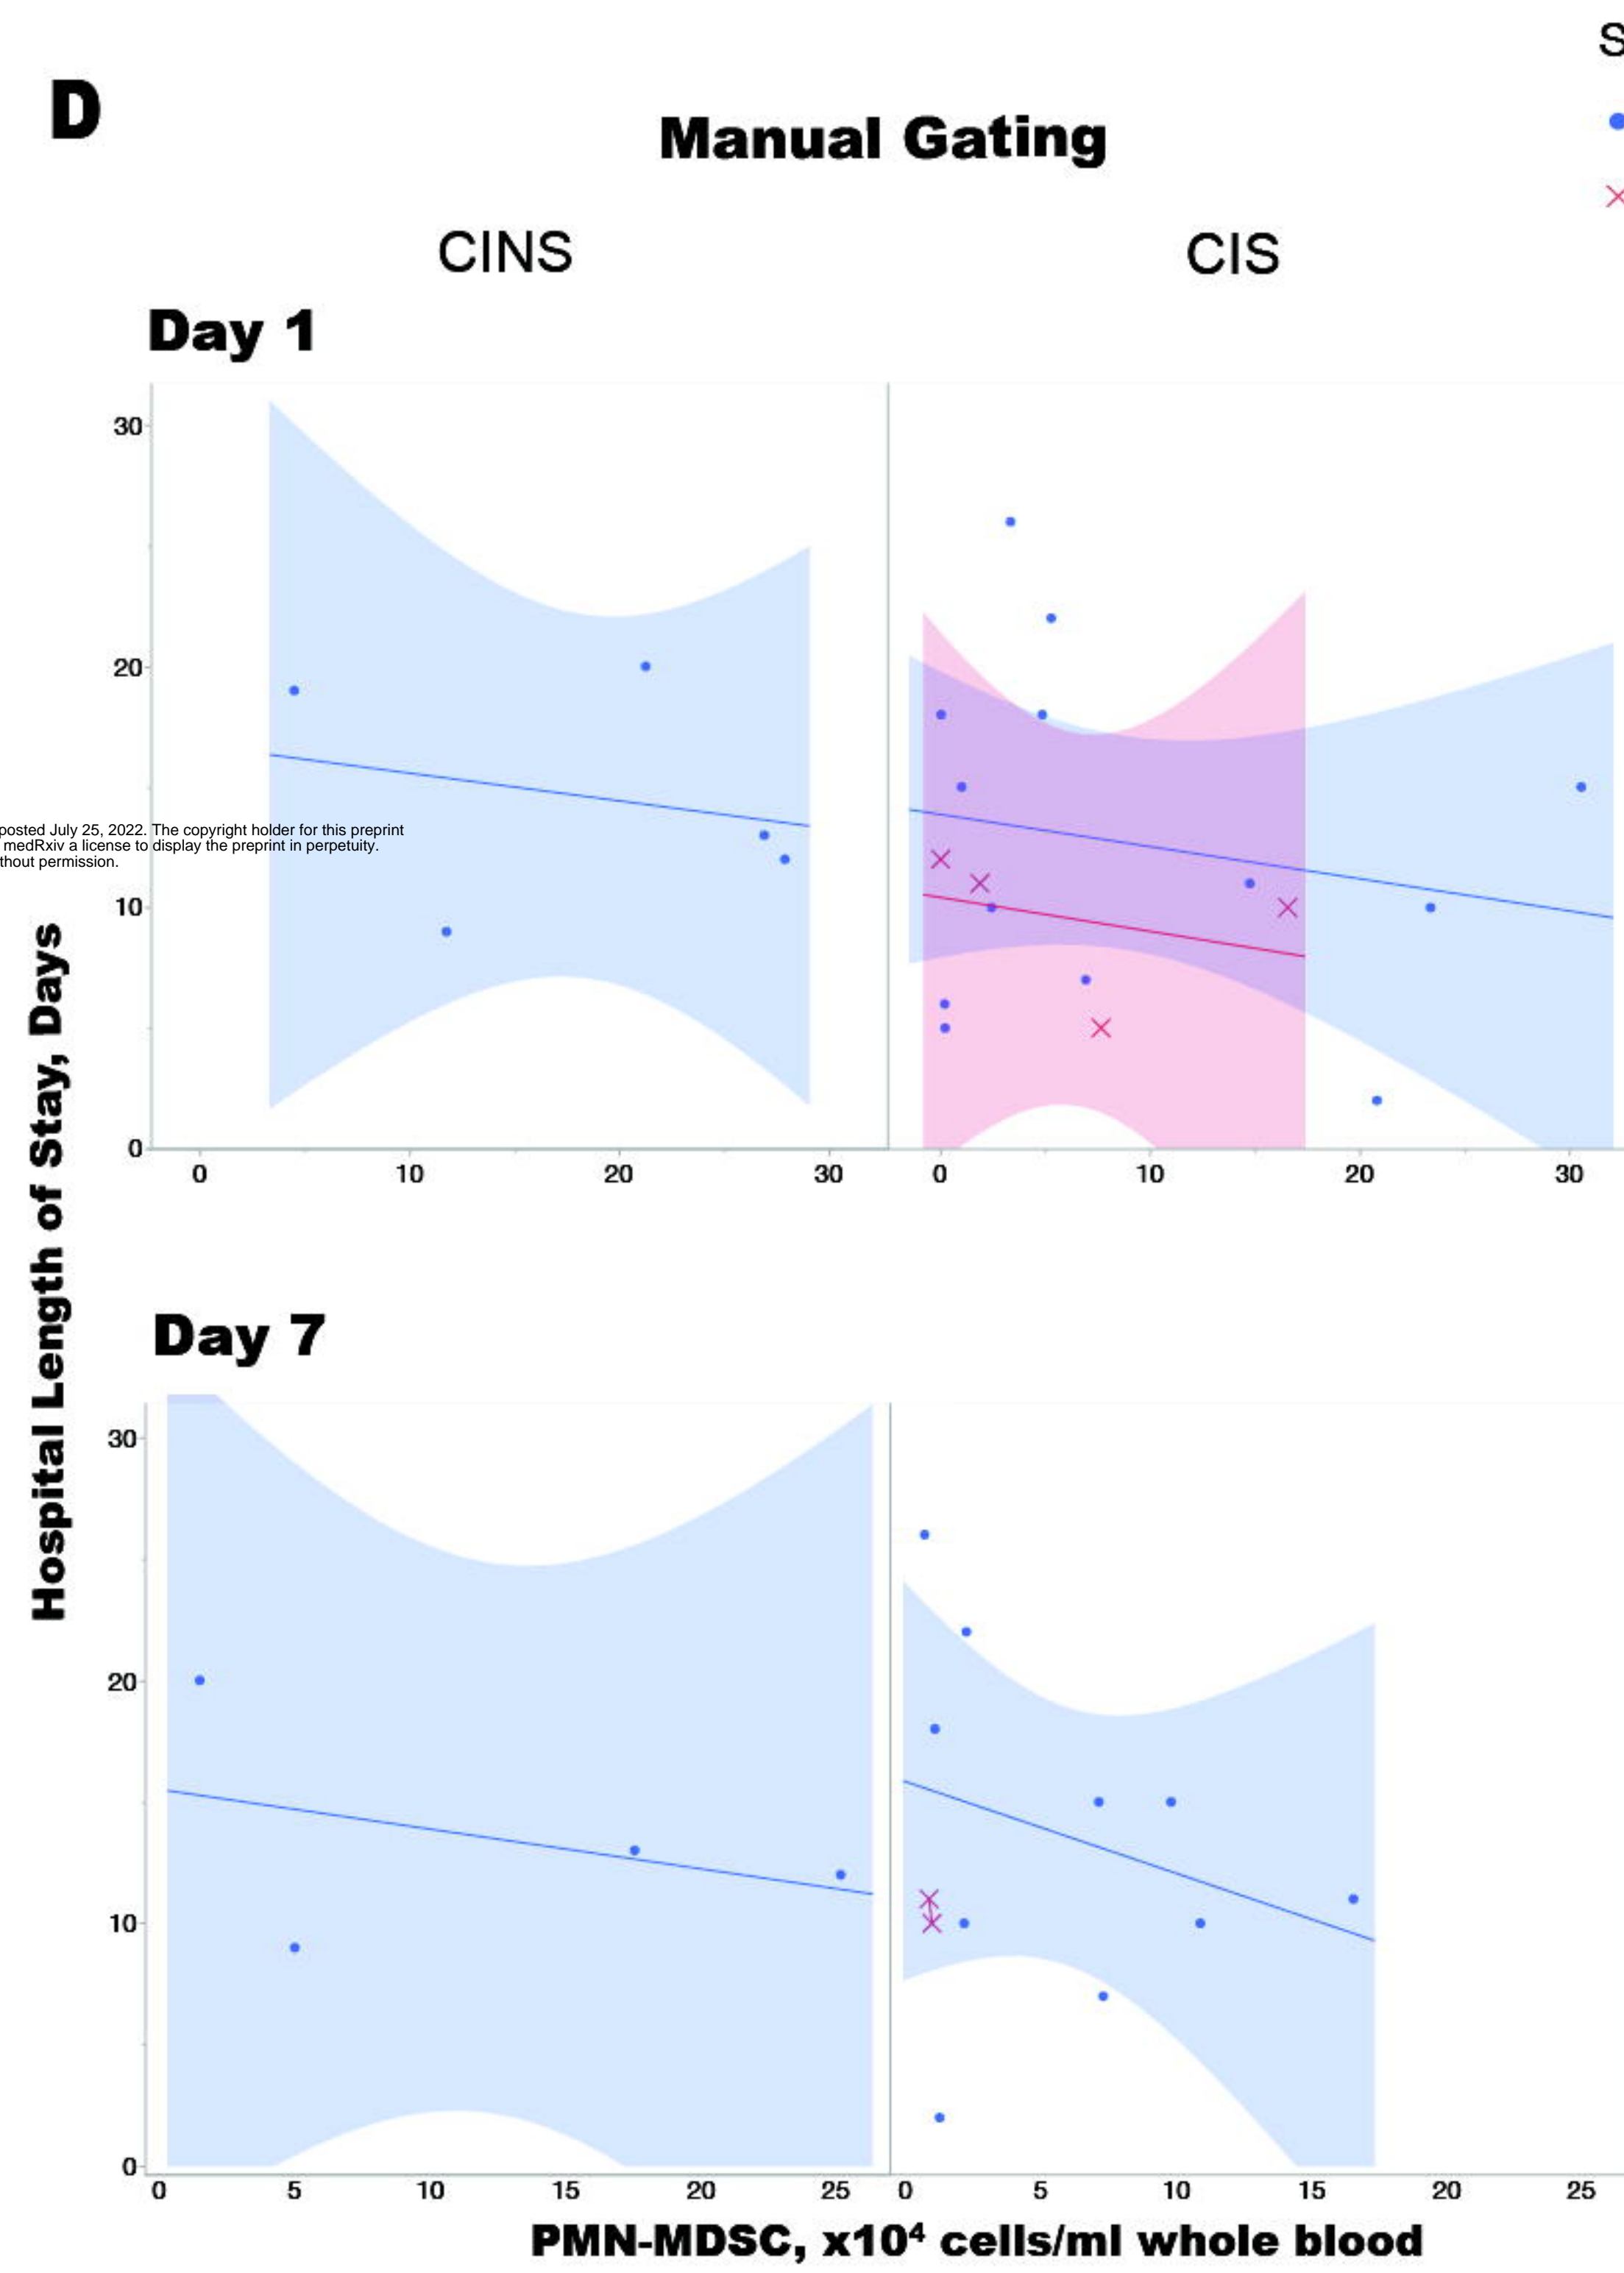 S
D
Manual Gating
CINS
CIS
Day 1
30
20
posted July 25, 2022. The copyright holder for this preprint
medRxiv a license to display the preprint in perpetuity.
thout permission.
10
0
0 10 20 30 0 10 20 30
Hospital Length of Stay, Days
Day 7
30
20
10
0
0 5 10 15 20 25 0 5 10 15 20 25
PMN-MDSC, x10⁴ cells/ml whole blood